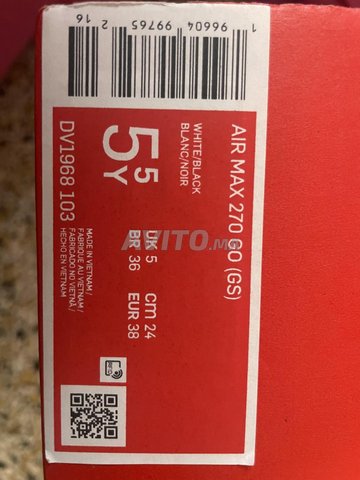 AIR MAX 270 GO (GS)
WHITE/BLACK
BLANC/NOIR
5.5Y
UK 5 cm 24
BR 36 EUR 38
MADE IN VIETNAM /
FABRIQUE AU VIETNAM /
FABRICADO NO VIETNÃ /
HECHO EN VIETNAM
DV1968 103
1 96604 99765 2 16
AVITO.ma